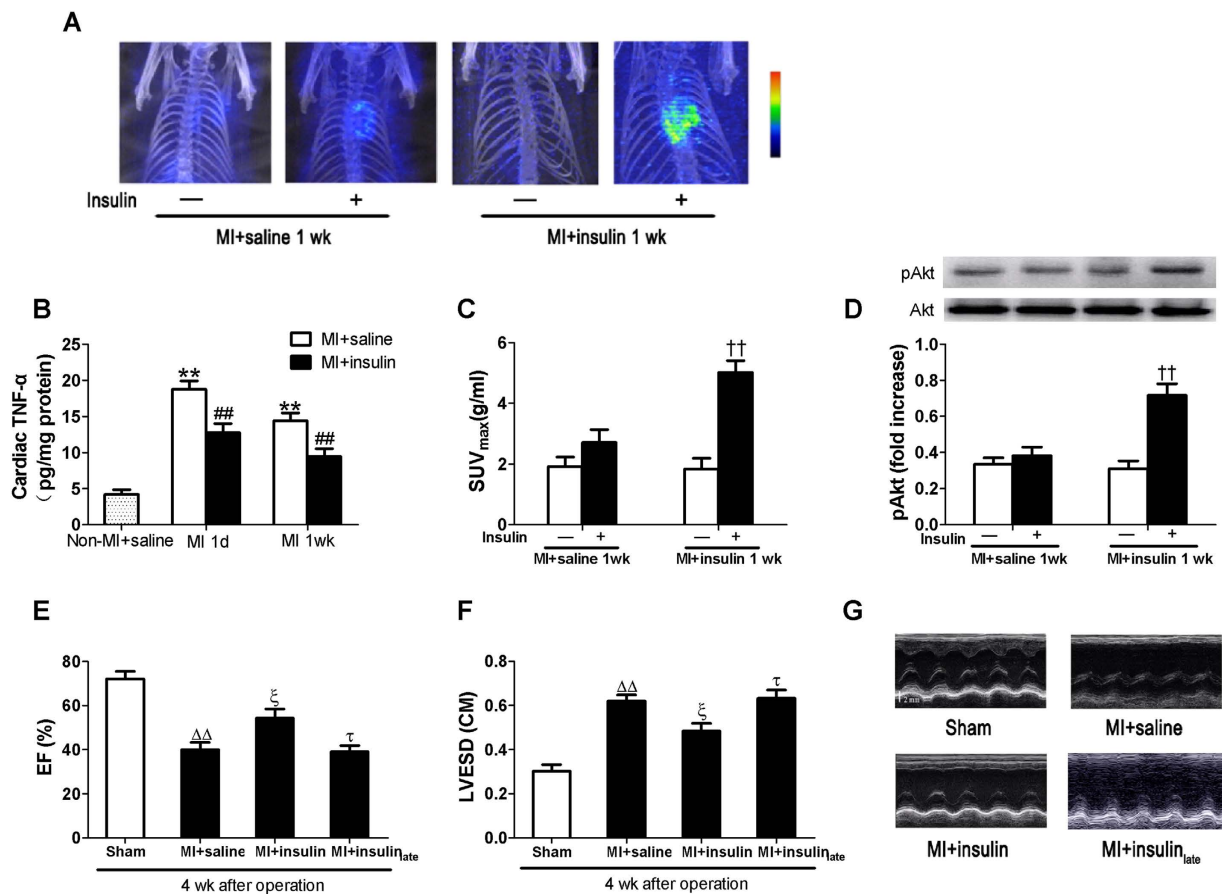 A
Insulin — + — +
MI+saline 1 wk MI+insulin 1 wk
B
MI+saline
MI+insulin
Cardiac TNF-α
( pg/mg protein)
25
20
15
10
5
0
** ## ** ##
Non-MI+saline MI 1d MI 1wk
C
SUVmax(g/ml)
6
4
2
0
††
Insulin — + — +
MI+saline 1wk MI+insulin 1 wk
D
pAkt
Akt
pAkt (fold increase)
1.0
0.8
0.6
0.4
0.2
0.0
††
Insulin — + — +
MI+saline 1wk MI+insulin 1 wk
E
EF (%)
80
60
40
20
0
ΔΔ ξ τ
Sham MI+saline MI+insulin MI+insulinlate
4 wk after operation
F
LVESD (CM)
0.8
0.6
0.4
0.2
0.0
ΔΔ ξ τ
Sham MI+saline MI+insulin MI+insulinlate
4 wk after operation
G
2 mm
Sham MI+saline
MI+insulin MI+insulinlate